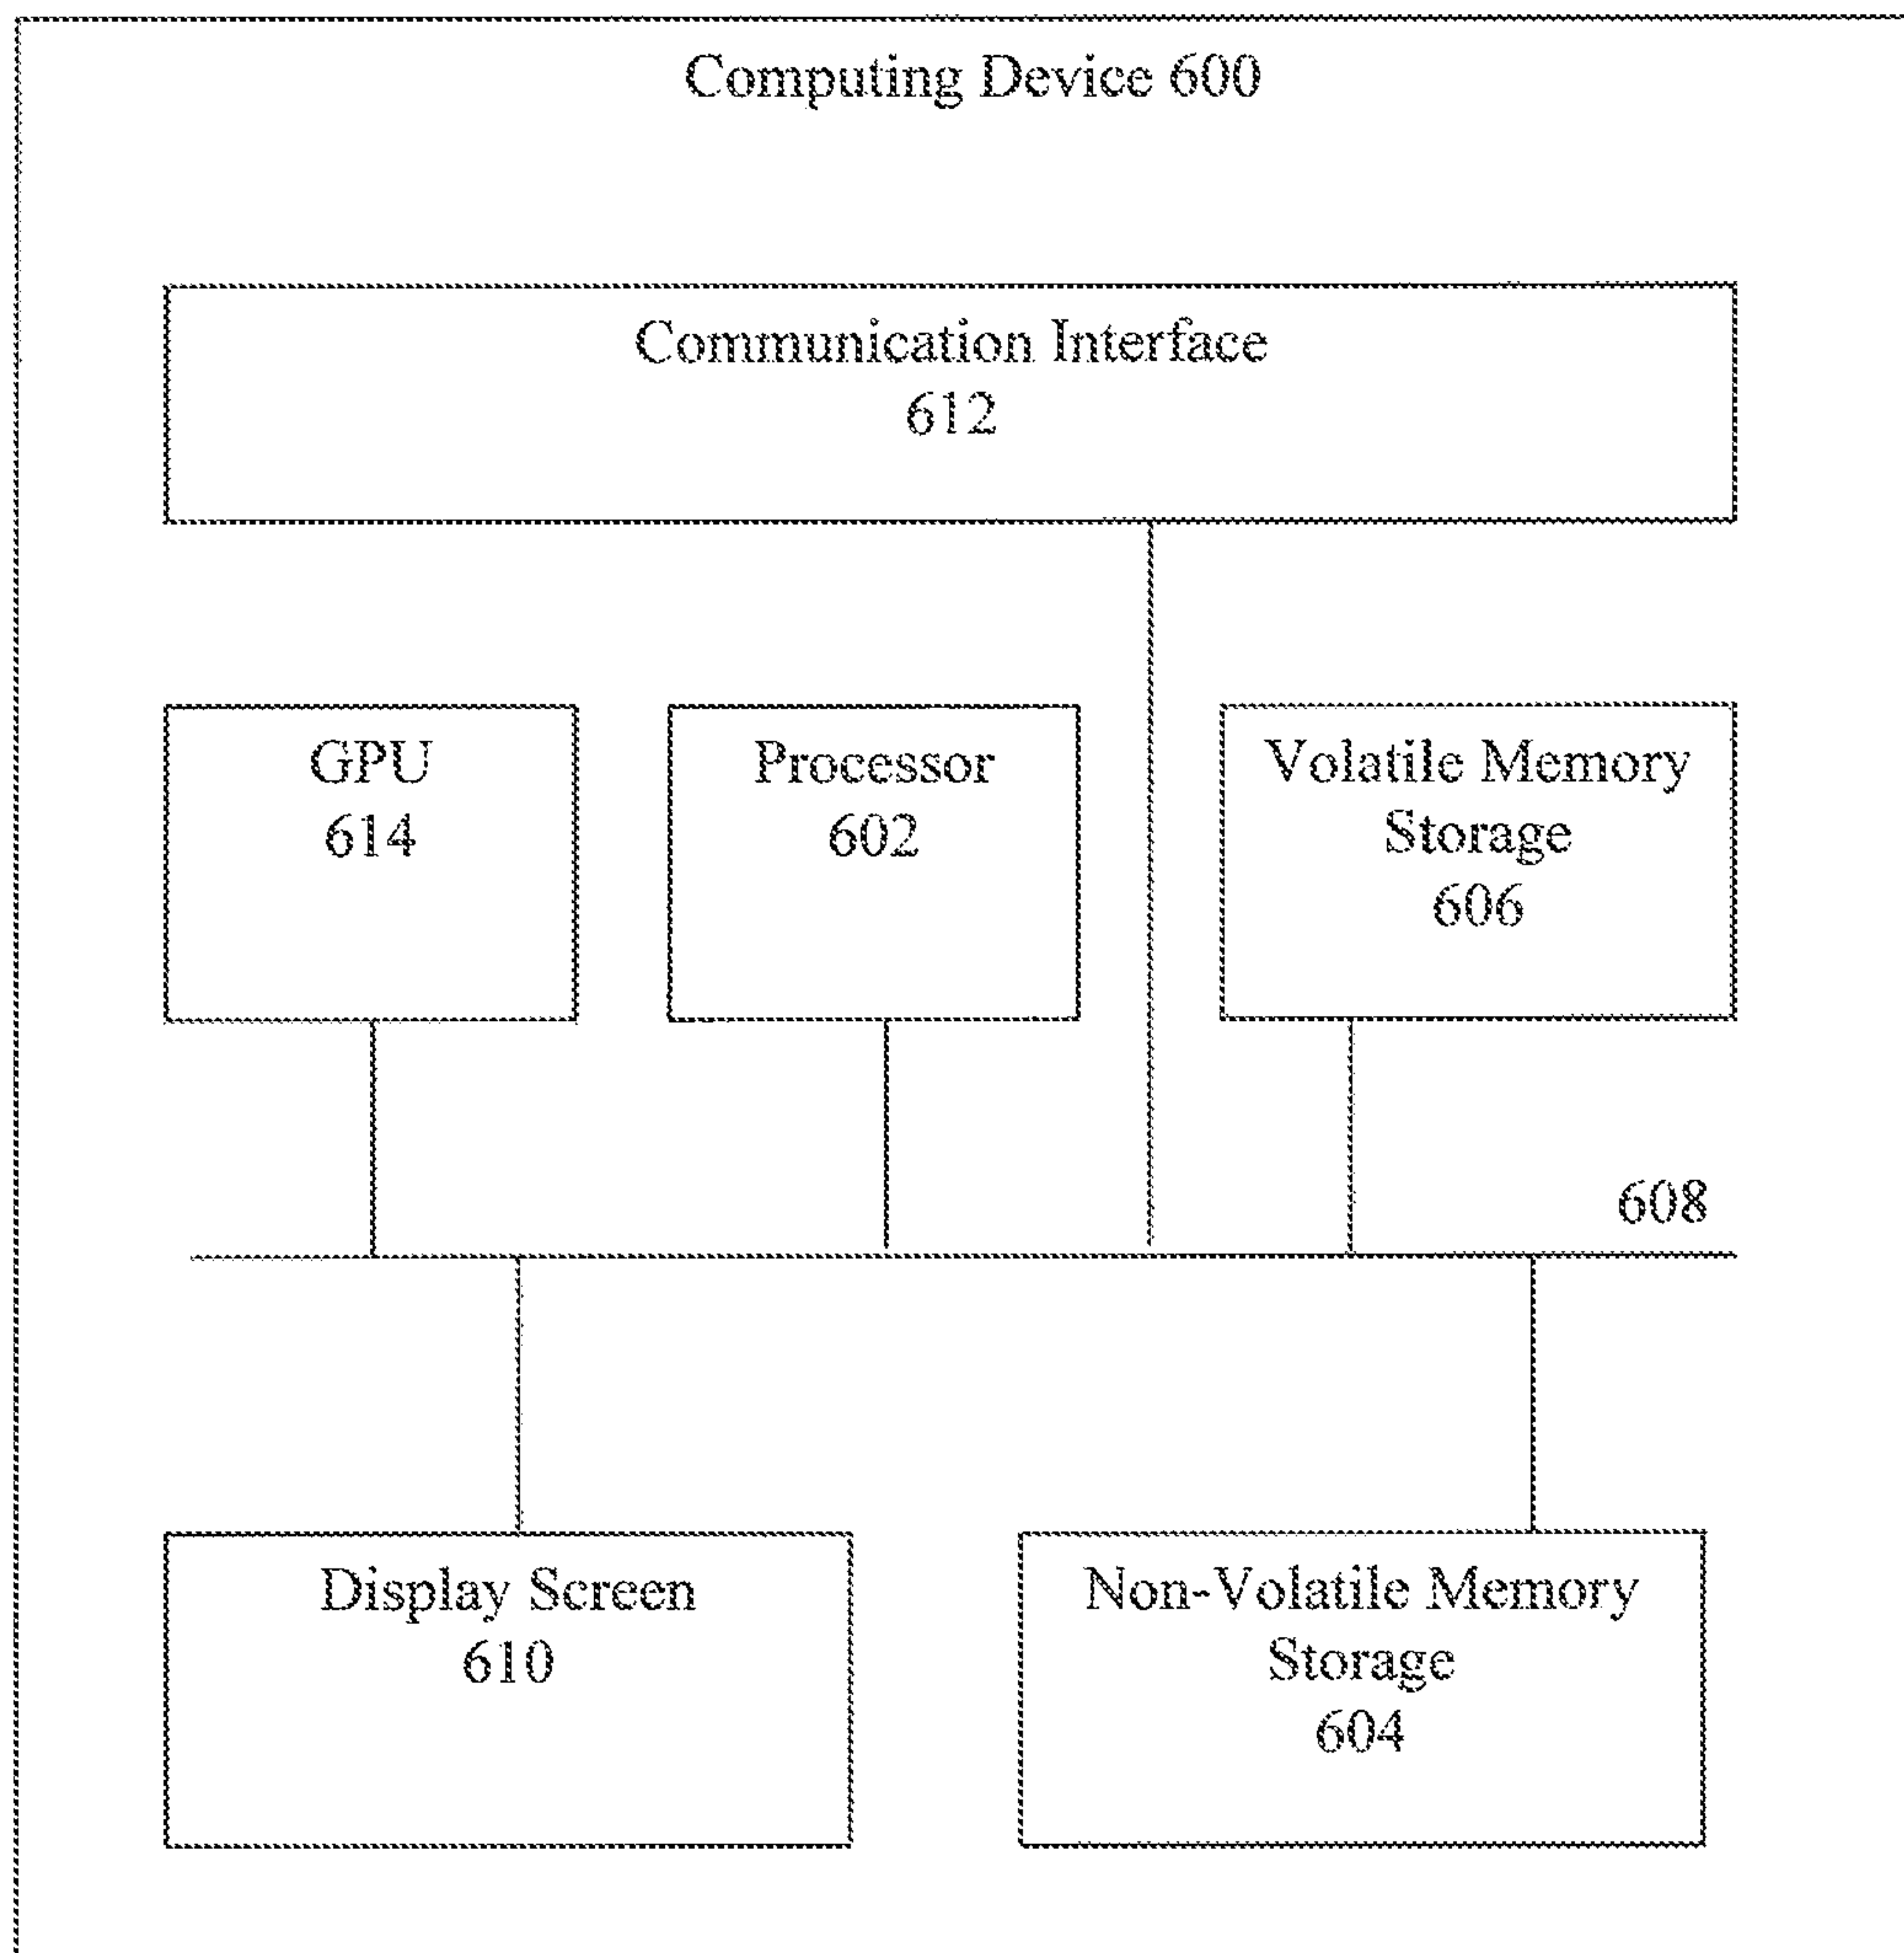 Computing Device 600
Communication Interface
612
GPU
614
Processor
602
Volatile Memory
Storage
606
608
Display Screen
610
Non-Volatile Memory
Storage
604